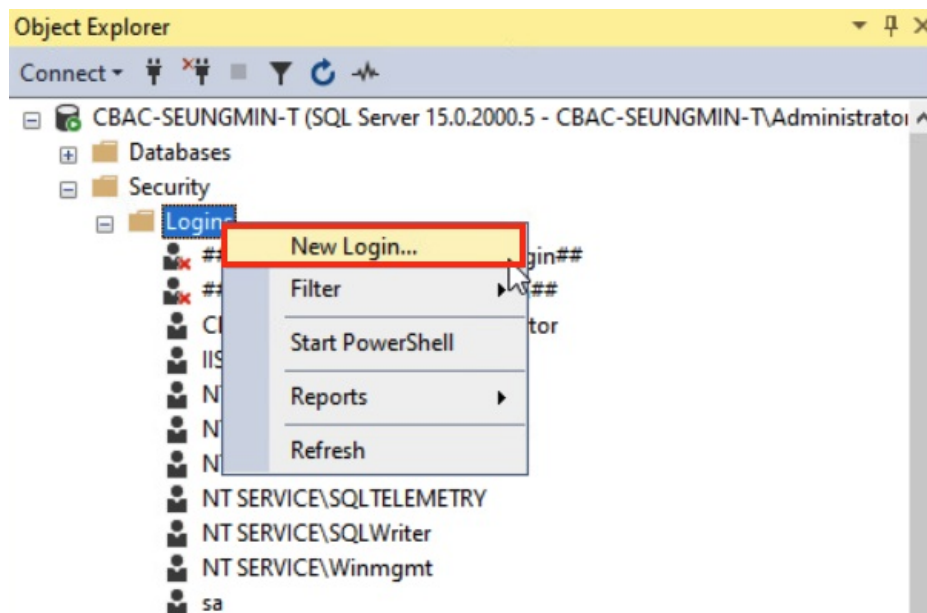 Object Explorer
Connect
CBAC-SEUNGMIN-T (SQL Server 15.0.2000.5 - CBAC-SEUNGMIN-T\Administrator
Databases
Security
Logins
New Login...
##
gin##
Filter
##
##
Start PowerShell
tor
IIS
Reports
Refresh
NT SERVICE\SQLTELEMETRY
NT SERVICE\SQLWriter
NT SERVICE\Winmgmt
sa